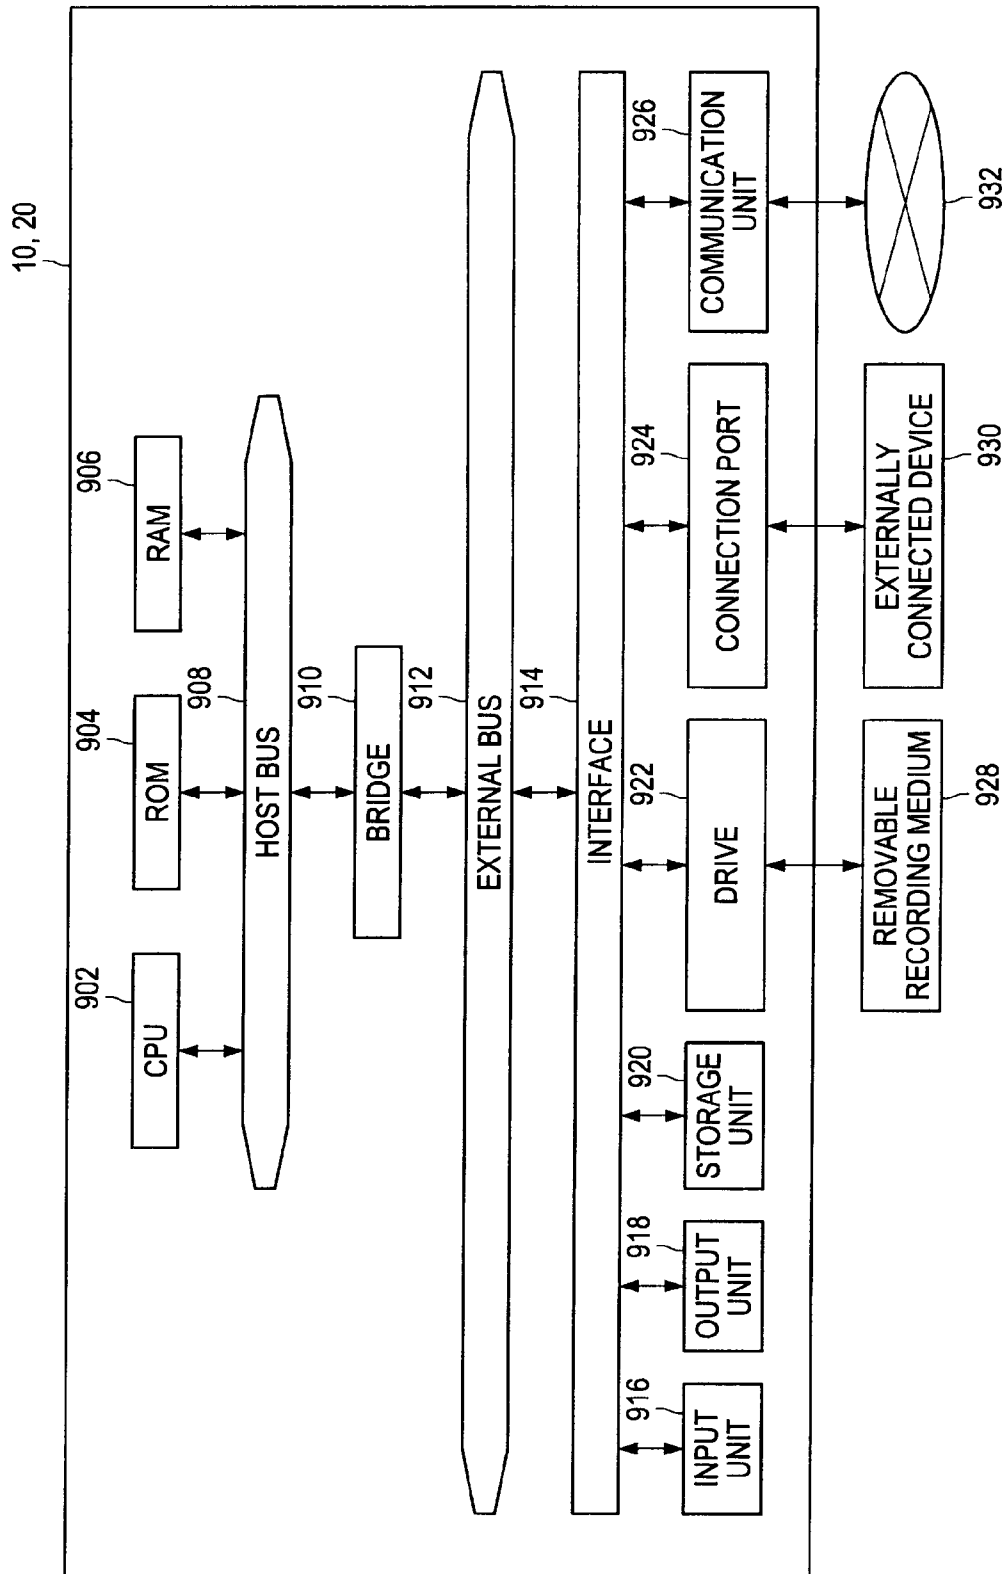 10, 20
902
CPU
904
ROM
906
RAM
908
HOST BUS
910
BRIDGE
912
EXTERNAL BUS
914
INTERFACE
916
INPUT
UNIT
918
OUTPUT
UNIT
920
STORAGE
UNIT
922
DRIVE
924
CONNECTION PORT
926
COMMUNICATION
UNIT
REMOVABLE
RECORDING MEDIUM
928
EXTERNALLY
CONNECTED DEVICE
930
932